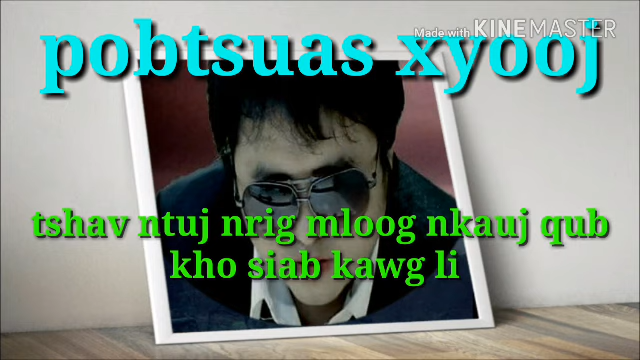 Made with KINEMASTER
pobtsuas xyooj
tshav ntuj nrig mloog nkauj qub
kho siab kawg li